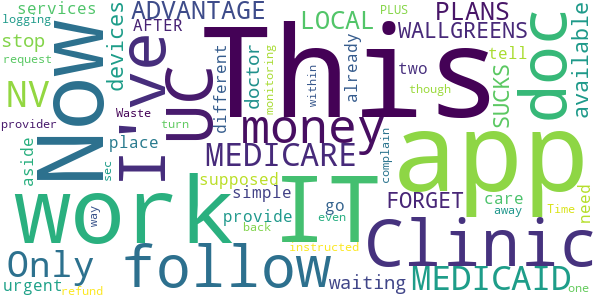 services
logging
stop
request
NV
provider
aside
urgent
refund
Now
devices
Waste
place
sec
way
turn
AFTER
ADVANTAGE
I've
UC
different
doctor
monitoring
This
LOCAL
PLUS
PLANS
WALLGREENS
two
already
within
though
tell
SUCKS
doc
available
money
MEDICARE
app
work
IT
supposed
simple
provide
back
go
even
instructed
FORGET
complain
care
away
Time
need
one
Only
follow
waiting
Clinic
MEDICAID